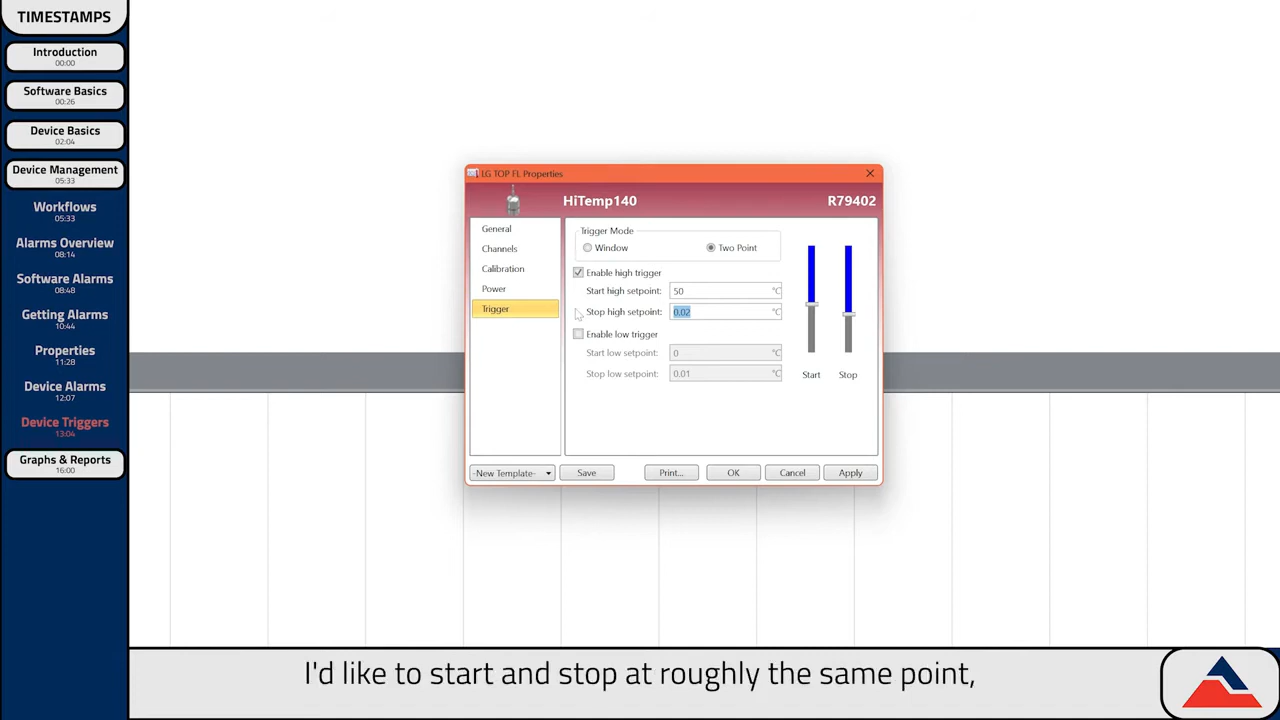 TIMESTAMPS
Introduction
00:00
Software Basics
00:26
Device Basics
02:04
Device Management
05:33
Workflows
05:33
Alarms Overview
08:14
Software Alarms
08:48
Getting Alarms
10:44
Properties
11:28
Device Alarms
12:07
Device Triggers
13:04
Graphs & Reports
16:00
LG TOP FL Properties
HiTemp140 R79402
General
Channels
Calibration
Power
Trigger
Trigger Mode
Window Two Point
Enable high trigger
Start high setpoint: 50 °C
Stop high setpoint: 0.02 °C
Enable low trigger
Start low setpoint: 0 °C
Stop low setpoint: 0.01 °C
Start Stop
-New Template- Save Print... OK Cancel Apply
I'd like to start and stop at roughly the same point,